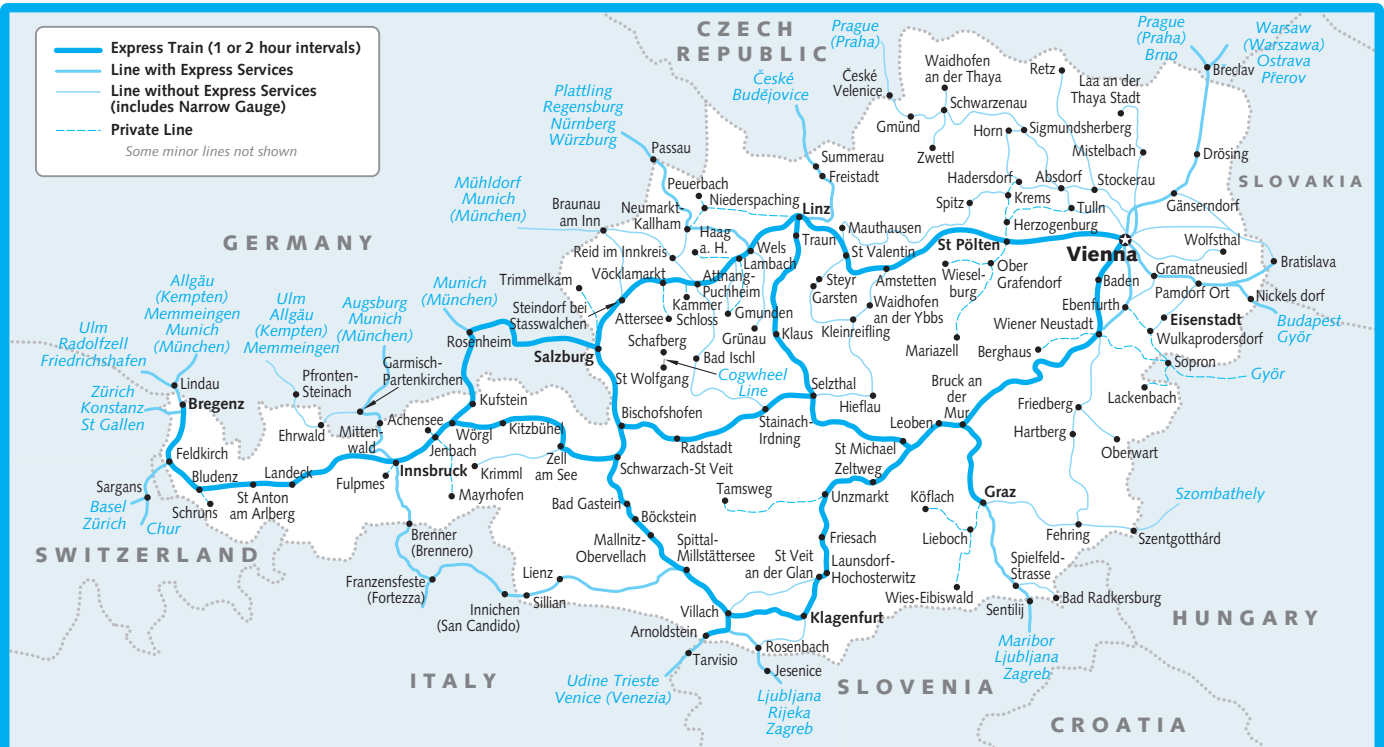 Express Train (1 or 2 hour intervals)
Line with Express Services
Line without Express Services
(includes Narrow Gauge)
Private Line
Some minor lines not shown
CZECH
REPUBLIC
Prague
(Praha)
Prague
(Praha)
Brno
Warsaw
(Warszawa)
Ostrava
Přerov
České
Budějovice
České
Velenice
Waidhofen
an der Thaya
Retz
Laa an der
Thaya Stadt
Břeclav
Plattling
Regensburg
Nürnberg
Würzburg
Schwarzenau
Gmünd
Horn
Sigmundsherberg
Zwettl
Mistelbach
Drösing
Passau
Summerau
Freistadt
Hadersdorf
Absdorf
Stockerau
SLOVAKIA
Mühldorf
Munich
(München)
Peuerbach
Niederspaching
Braunau
am Inn
Neumarkt-
Kallham
Linz
Spitz
Krems
Tulln
Gänserndorf
Haag
a. H.
Mauthausen
Herzogenburg
GERMANY
Reid im Innkreis
Wels
Traun
St Valentin
St Pölten
Vienna
Wolfsthal
Lambach
Bratislava
Trimmelkam
Vöcklamarkt
Attnang-
Puchheim
Steyr
Garsten
Amstetten
Wiesel-
burg
Ober
Grafendorf
Gramatneusiedl
Baden
Pamdorf Ort
Nickels dorf
Allgäu
(Kempten)
Memmeingen
Munich
(München)
Ulm
Allgäu
(Kempten)
Memmeingen
Augsburg
Munich
(München)
Munich
(München)
Steindorf bei
Stasswalchen
Kammer
Schloss
Attersee
Gmunden
Waidhofen
an der Ybbs
Ebenfurth
Eisenstadt
Budapest
Györ
Ulm
Radolfzell
Friedrichshafen
Rosenheim
Salzburg
Schafberg
Grünau
Klaus
Kleinreifling
Mariazell
Wiener Neustadt
Wulkaprodersdorf
Berghaus
Sopron
Györ
Garmisch-
Partenkirchen
Bad Ischl
Cogwheel
Line
St Wolfgang
Lindau
Bregenz
Pfronten-
Steinach
Zürich
Konstanz
St Gallen
Kufstein
Selzthal
Hieflau
Bruck an
der
Mur
Lackenbach
Friedberg
Ehrwald
Mitten-
wald
Achensee
Wörgl
Kitzbühel
Bischofshofen
Stainach-
Irdning
Leoben
Hartberg
Jenbach
Radstadt
St Michael
Oberwart
Feldkirch
Innsbruck
Zell
am See
Schwarzach-St Veit
Zeltweg
Bludenz
Landeck
Fulpmes
Krimml
Sargans
St Anton
am Arlberg
Mayrhofen
Tamsweg
Unzmarkt
Köflach
Graz
Szombathely
Basel
Zürich
Chur
Schruns
Bad Gastein
Böckstein
Brenner
(Brennero)
Mallnitz-
Obervellach
Spittal-
Millstättersee
Friesach
Lieboch
Fehring
Szentgotthárd
SWITZERLAND
St Veit
an der Glan
Launsdorf-
Hochosterwitz
Spielfeld-
Strasse
Franzensfeste
(Fortezza)
Lienz
Wies-Eibiswald
Bad Radkersburg
Innichen
(San Candido)
Sillian
Villach
Klagenfurt
Sentilij
HUNGARY
Arnoldstein
Rosenbach
Maribor
Ljubljana
Zagreb
Tarvisio
Jesenice
ITALY
Udine Trieste
Venice (Venezia)
Ljubljana
Rijeka
Zagreb
SLOVENIA
CROATIA